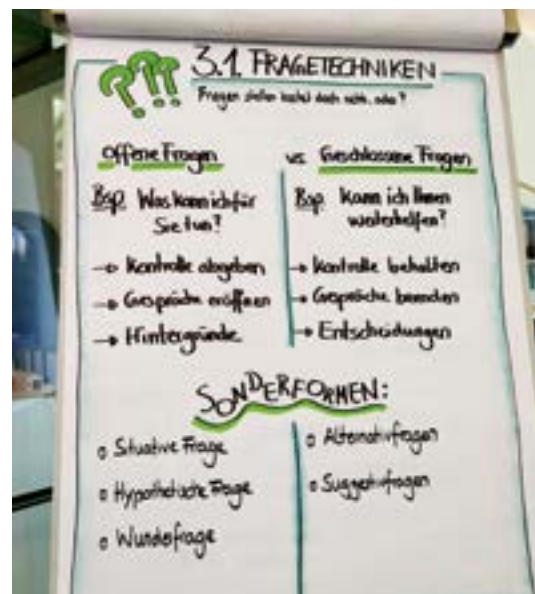 ???
3.1. FRAGETECHNIKEN
Fragen stellen kostet doch nichts, oder?
Offene Fragen
Bsp. Was kann ich für
Sie tun?
→ Kontrolle abgeben
→ Gespräche eröffnen
→ Hintergründe
vs. Geschlossene Fragen
Bsp. Kann ich Ihnen
weiterhelfen?
→ Kontrolle behalten
→ Gespräche beenden
→ Entscheidungen
SONDERFORMEN:
o Situative Frage
o Hypothetische Frage
o Wunderfrage
o Alternativfragen
o Suggestivfragen